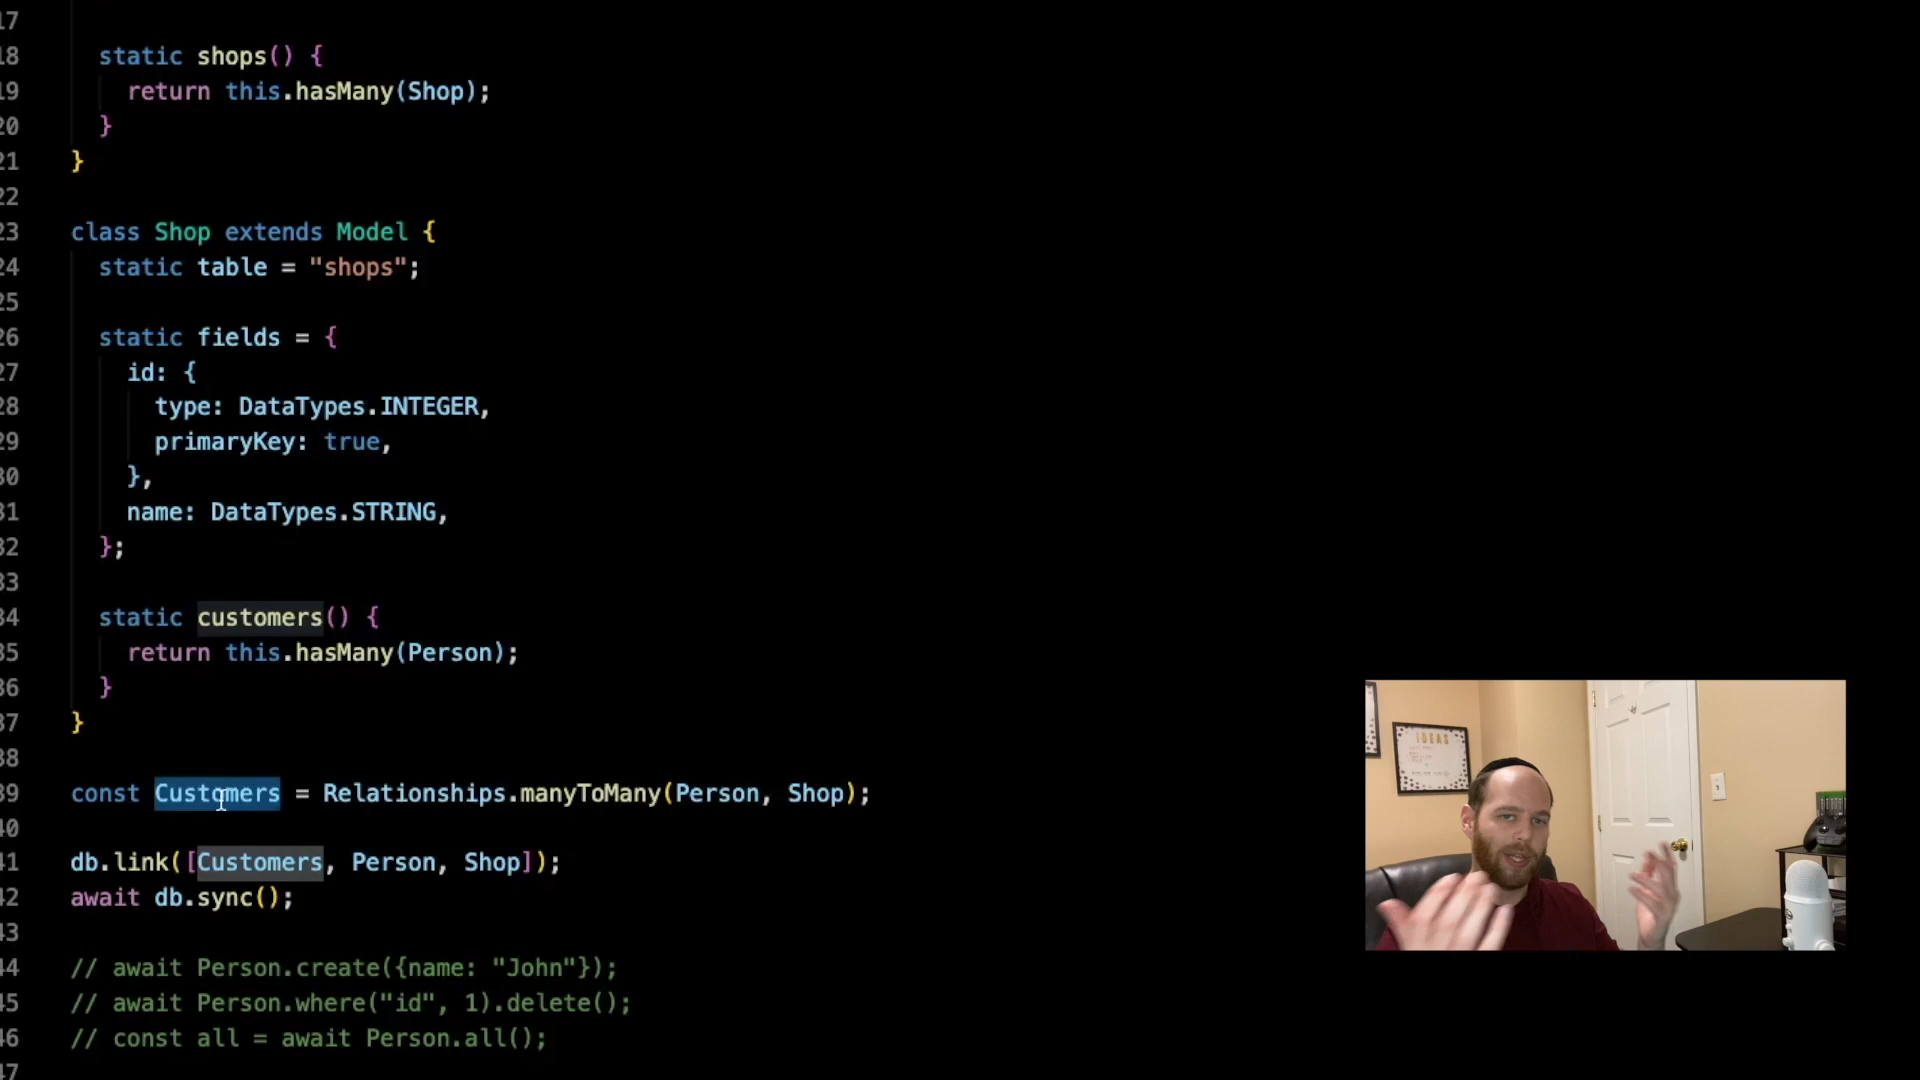 17
18 static shops() {
19 return this.hasMany(Shop);
20 }
21 }
22
23 class Shop extends Model {
24 static table = "shops";
25
26 static fields = {
27 id: {
28 type: DataTypes.INTEGER,
29 primaryKey: true,
30 },
31 name: DataTypes.STRING,
32 };
33
34 static customers() {
35 return this.hasMany(Person);
36 }
37 }
38
39 const Customers = Relationships.manyToMany(Person, Shop);
40
41 db.link([Customers, Person, Shop]);
42 await db.sync();
43
44 // await Person.create({name: "John"});
45 // await Person.where("id", 1).delete();
46 // const all = await Person.all();
47
IDEAS